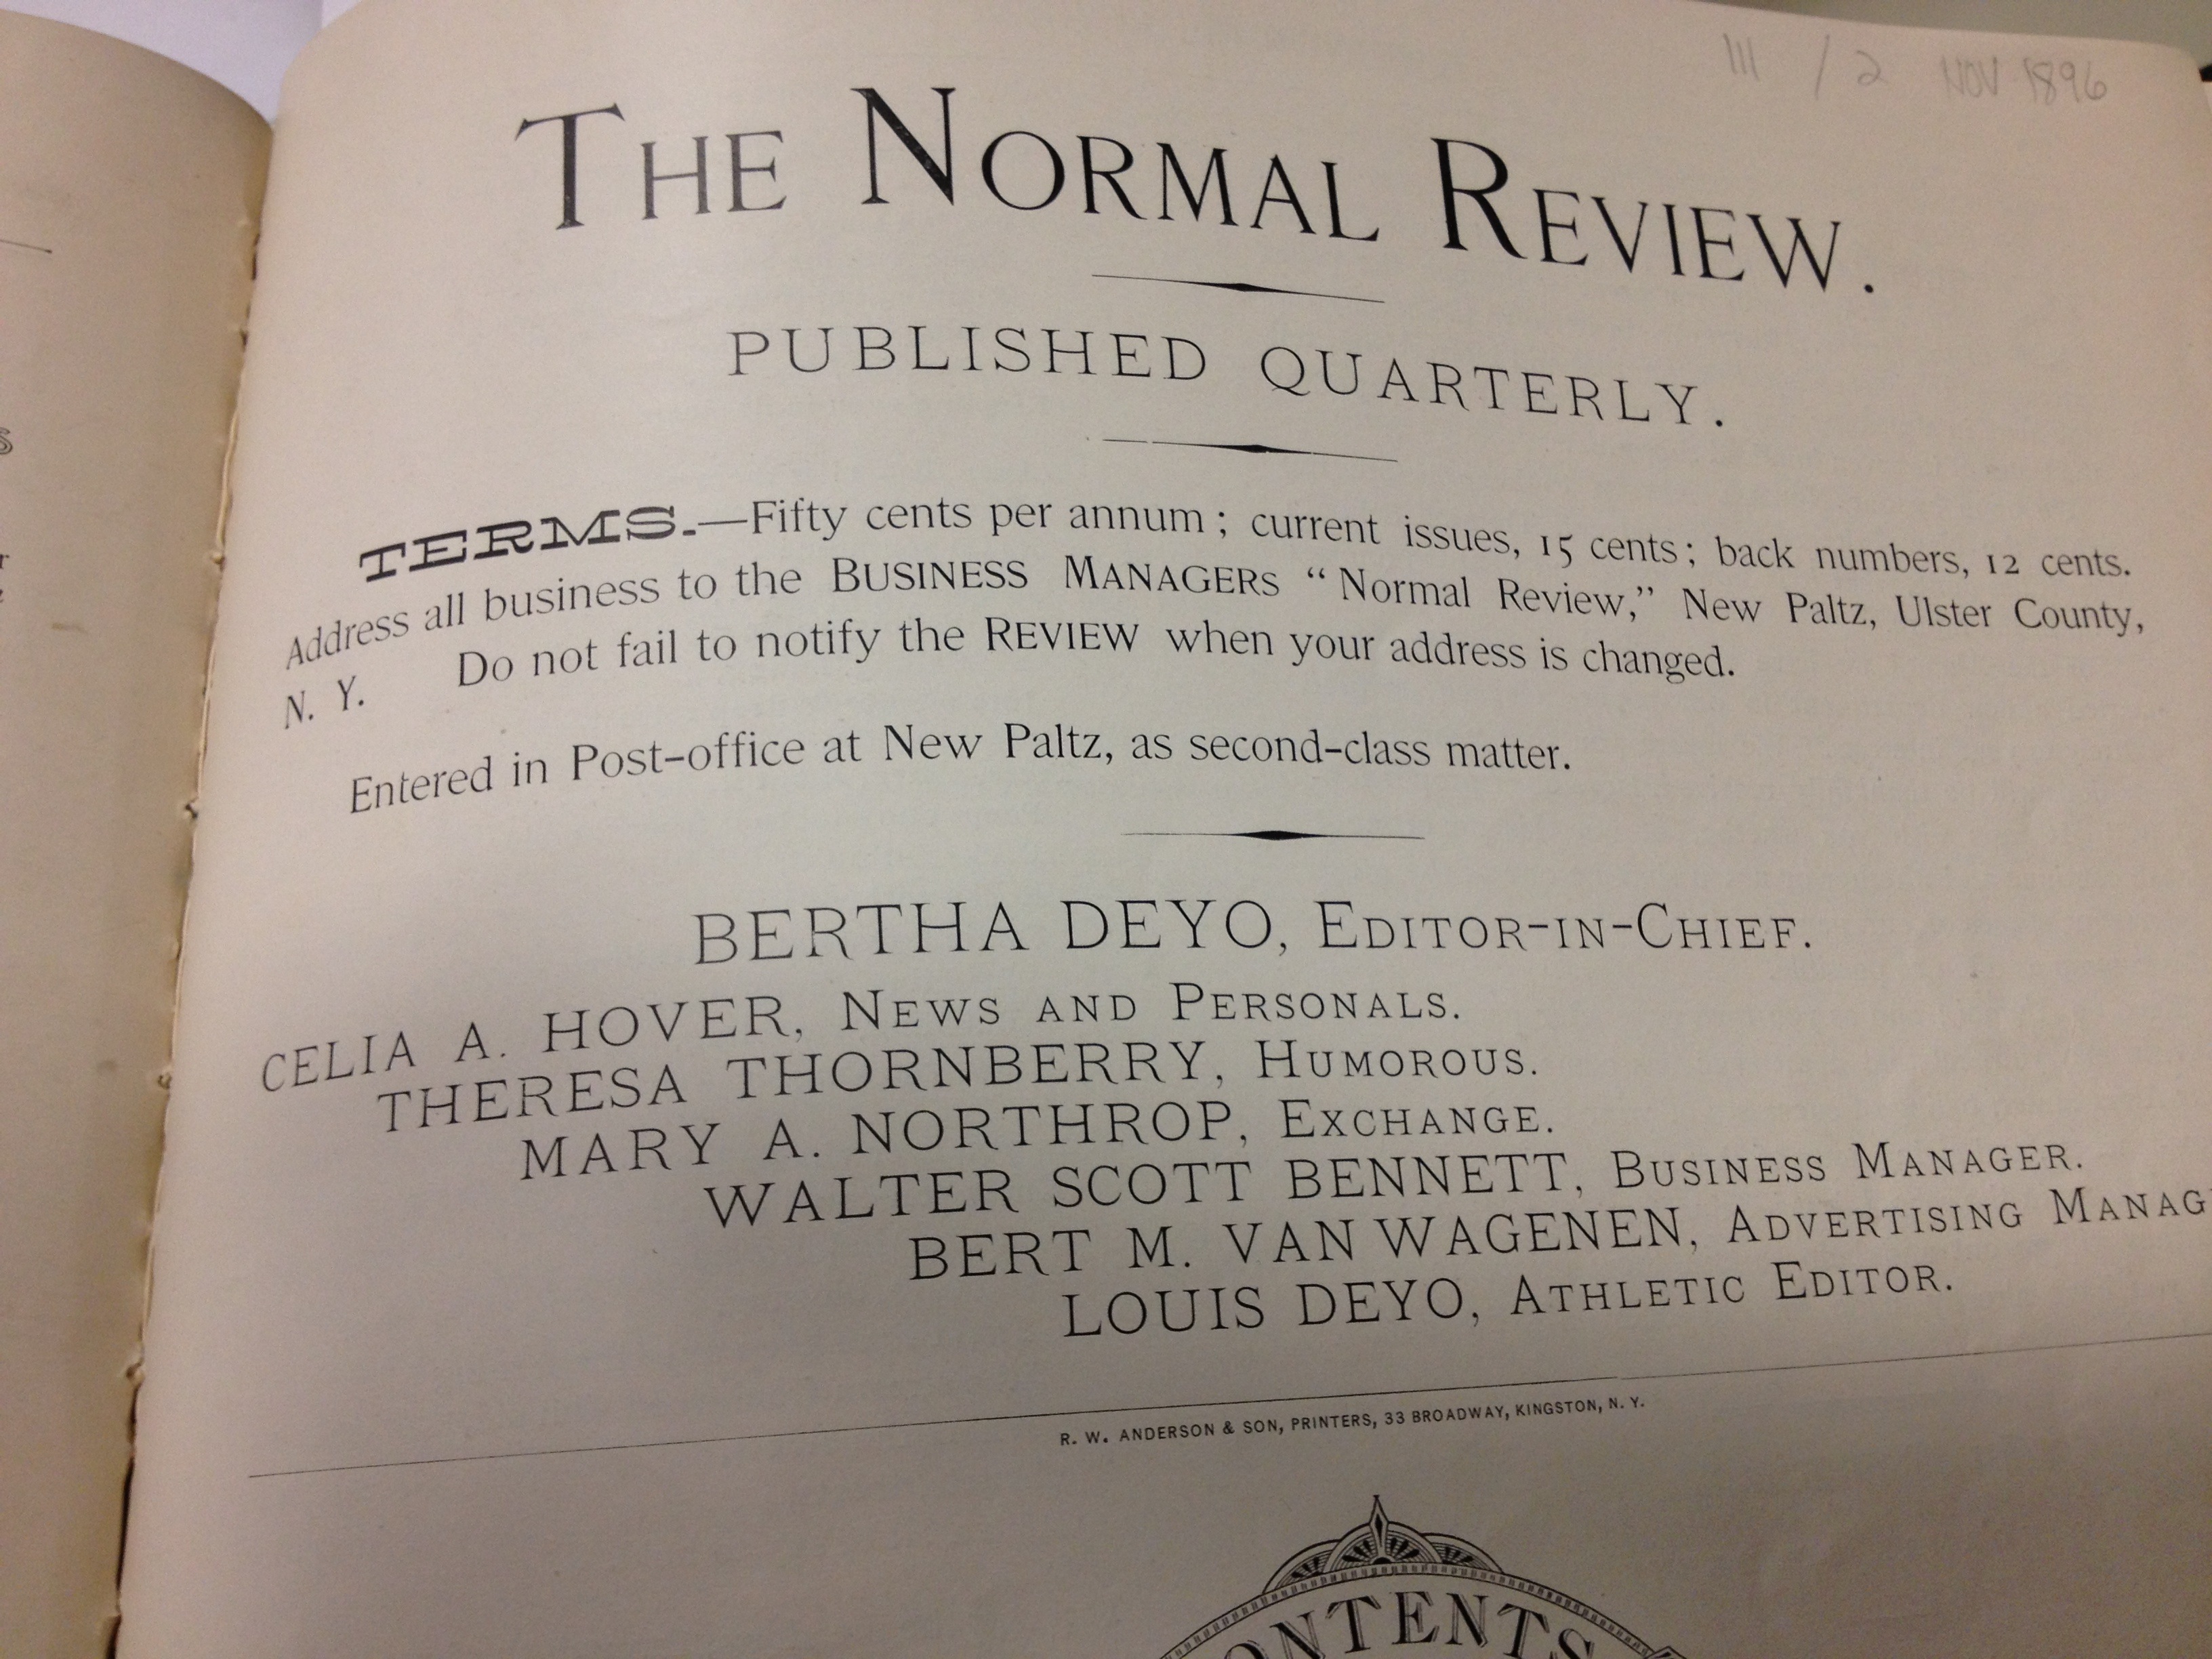 III / 2 NOV 1896
THE NORMAL REVIEW.
PUBLISHED QUARTERLY.
TERMS.—Fifty cents per annum; current issues, 15 cents; back numbers, 12 cents.
Address all business to the BUSINESS MANAGERS “Normal Review,” New Paltz, Ulster County,
N. Y. Do not fail to notify the REVIEW when your address is changed.
Entered in Post-office at New Paltz, as second-class matter.
BERTHA DEYO, EDITOR-IN-CHIEF.
CELIA A. HOVER, NEWS AND PERSONALS.
THERESA THORNBERRY, HUMOROUS.
MARY A. NORTHROP, EXCHANGE.
WALTER SCOTT BENNETT, BUSINESS MANAGER.
BERT M. VAN WAGENEN, ADVERTISING MANAG
LOUIS DEYO, ATHLETIC EDITOR.
R. W. ANDERSON & SON, PRINTERS, 33 BROADWAY, KINGSTON, N. Y.
ONTENTS